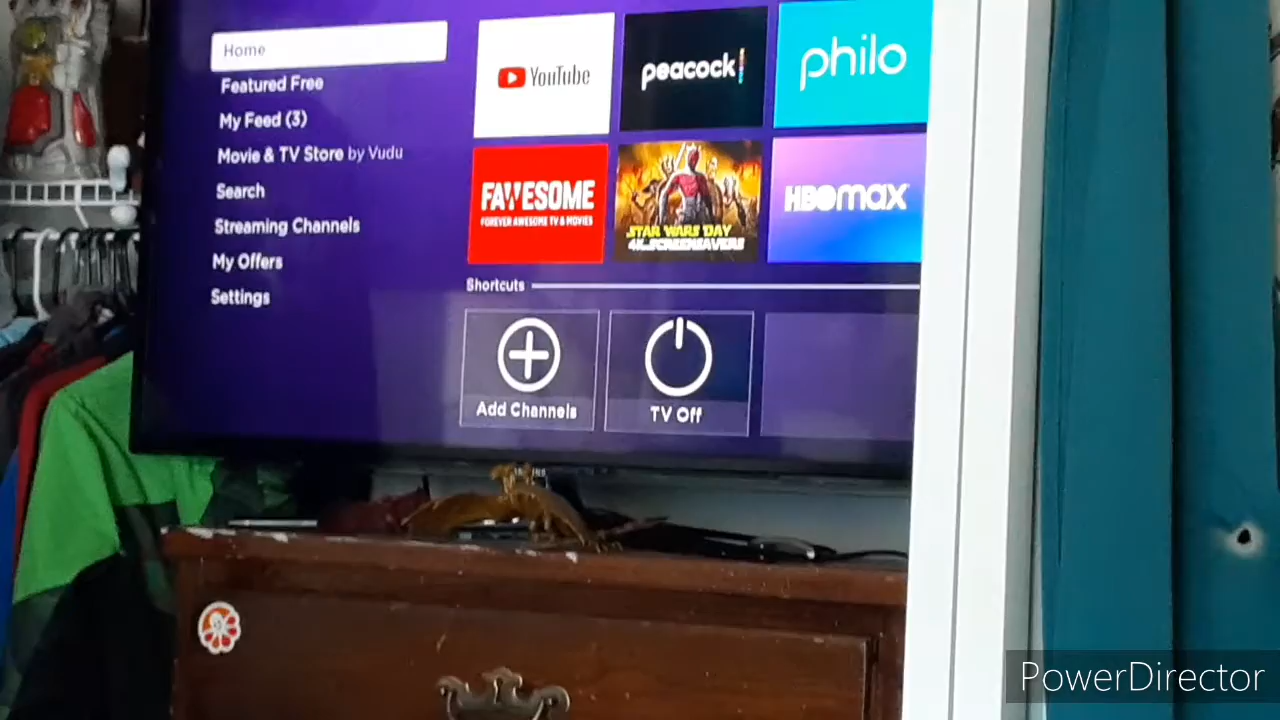 Home
Featured Free
My Feed (3)
Movie & TV Store by Vudu
Search
Streaming Channels
My Offers
Settings
YouTube
peacock
philo
FAWESOME
FOREVER AWESOME TV & MOVIES
STAR WARS DAY
4K SCREENSAVERS
HBOmax
Shortcuts
Add Channels
TV Off
PowerDirector